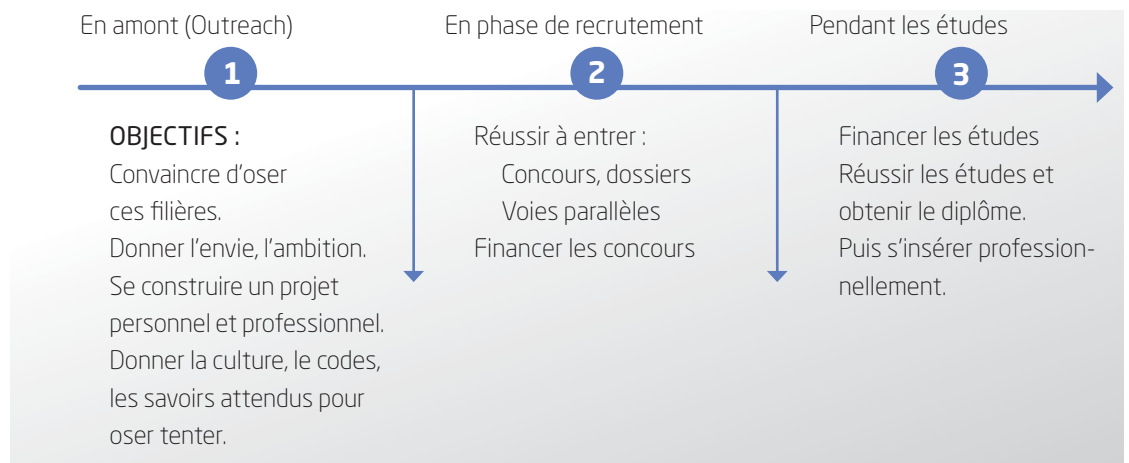 En amont (Outreach)
1
OBJECTIFS :
Convaincre d'oser
ces filières.
Donner l'envie, l'ambition.
Se construire un projet
personnel et professionnel.
Donner la culture, le codes,
les savoirs attendus pour
oser tenter.
En phase de recrutement
2
Réussir à entrer :
Concours, dossiers
Voies parallèles
Financer les concours
Pendant les études
3
Financer les études
Réussir les études et
obtenir le diplôme.
Puis s'insérer profession-
nellement.